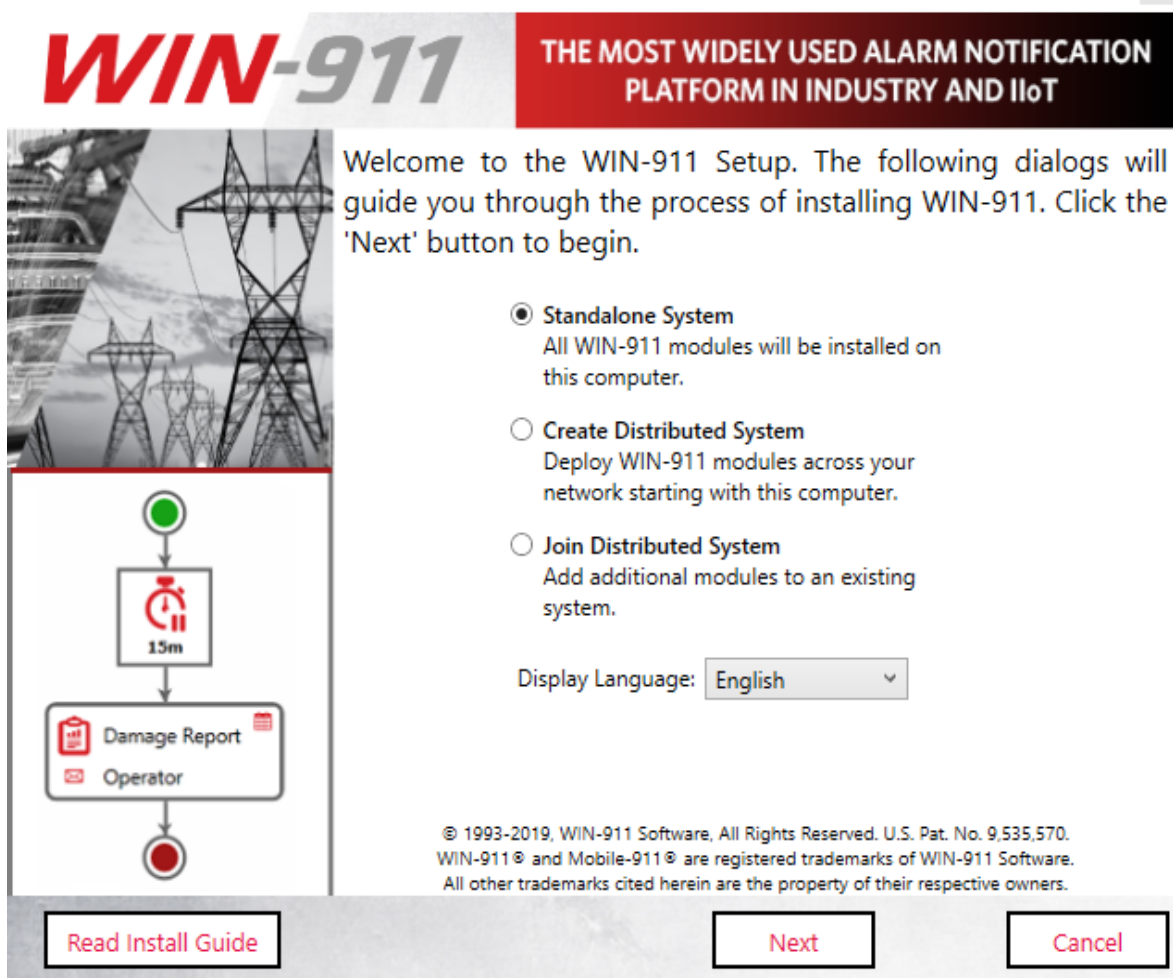 WIN-911
THE MOST WIDELY USED ALARM NOTIFICATION
PLATFORM IN INDUSTRY AND IIoT
Welcome to the WIN-911 Setup. The following dialogs will
guide you through the process of installing WIN-911. Click the
'Next' button to begin.
Standalone System
All WIN-911 modules will be installed on
this computer.
Create Distributed System
Deploy WIN-911 modules across your
network starting with this computer.
Join Distributed System
Add additional modules to an existing
system.
Display Language: English
15m
Damage Report
Operator
© 1993-2019, WIN-911 Software, All Rights Reserved. U.S. Pat. No. 9,535,570.
WIN-911® and Mobile-911® are registered trademarks of WIN-911 Software.
All other trademarks cited herein are the property of their respective owners.
Read Install Guide
Next
Cancel